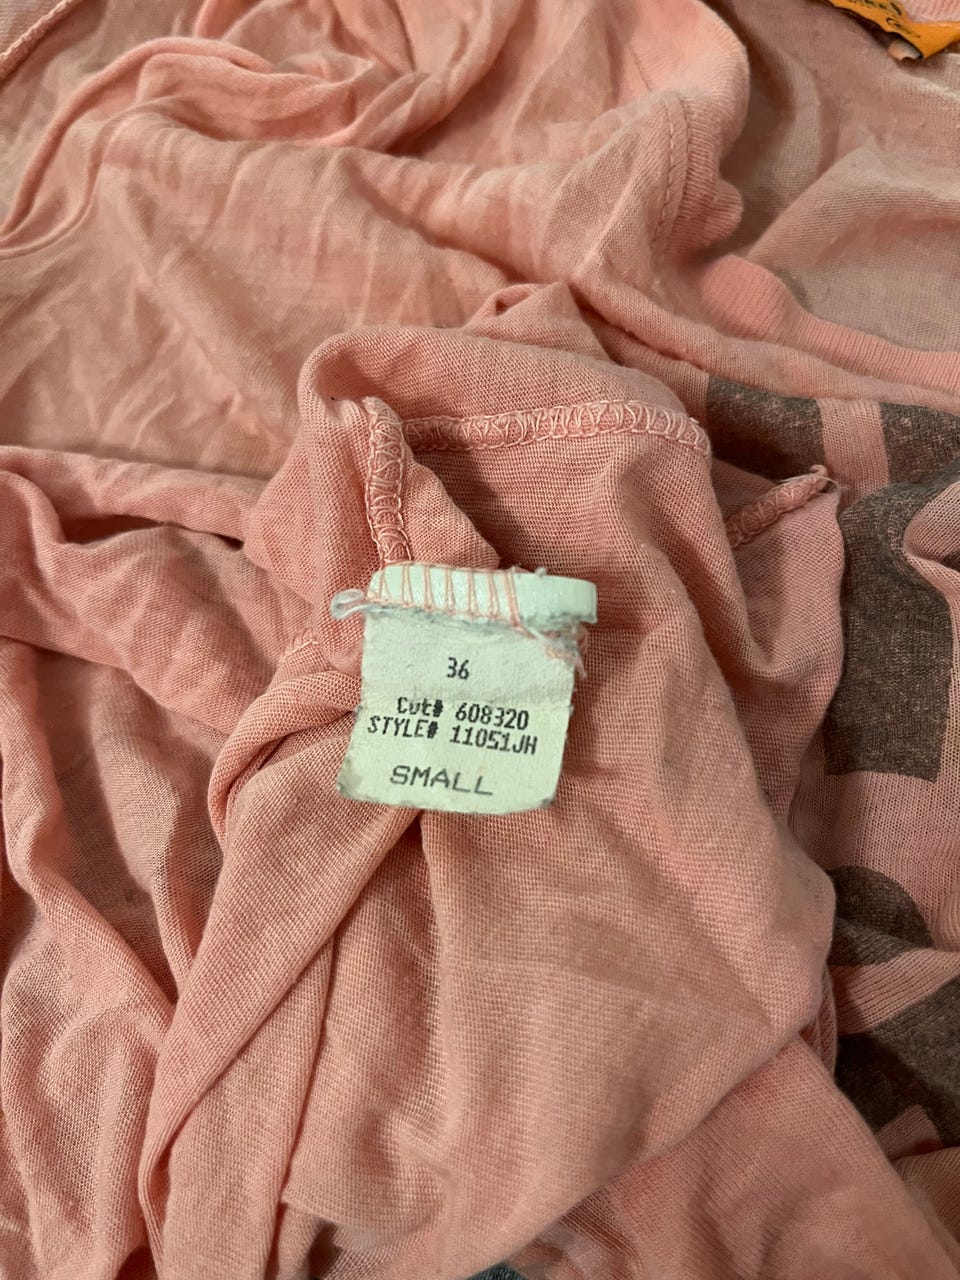 36
Cut# 608320
STYLE# 11051JH
SMALL